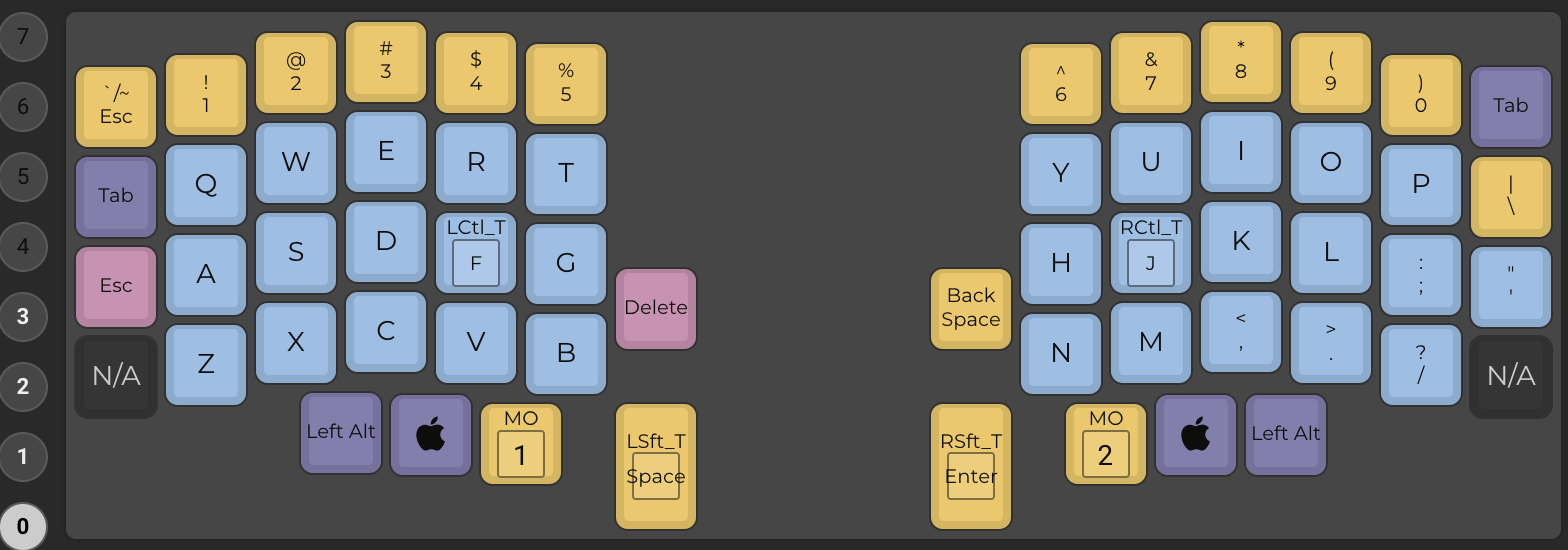 7
6
5
4
3
2
1
0
`/~
Esc
!
1
@
2
#
3
$
4
%
5
^
6
&
7
*
8
(
9
)
0
Tab
Tab
Q
W
E
R
T
Y
U
I
O
P
|
\
Esc
A
S
D
LCtl_T
F
G
Delete
Back
Space
H
RCtl_T
J
K
L
:
;
"
'
N/A
Z
X
C
V
B
N
M
<
,
>
.
?
/
N/A
Left Alt
MO
1
LSft_T
Space
RSft_T
Enter
MO
2
Left Alt